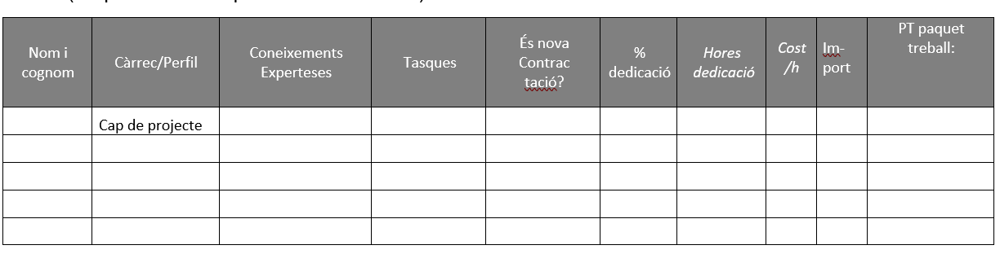 Nom i
cognom
Càrrec/Perfil
Coneixements
Experteses
Tasques
És nova
Contrac
tació?
%
dedicació
Hores
dedicació
Cost
/h
Im-
port
PT paquet
treball:
Cap de projecte